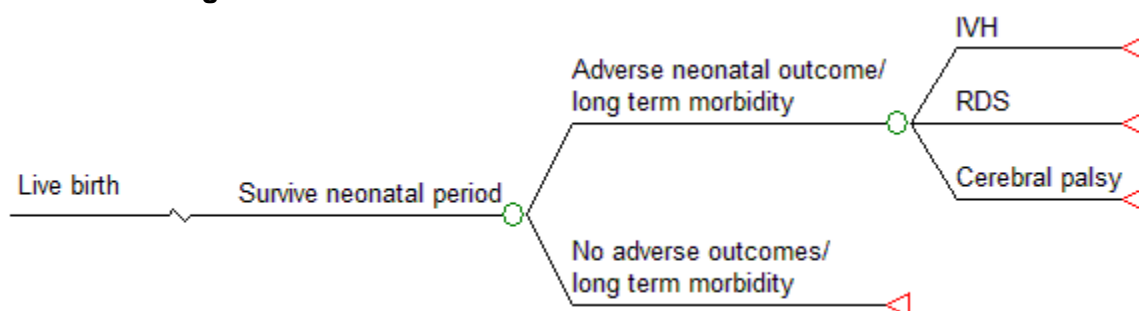 IVH
Adverse neonatal outcome/
long term morbidity
RDS
Live birth
Survive neonatal period
Cerebral palsy
No adverse outcomes/
long term morbidity